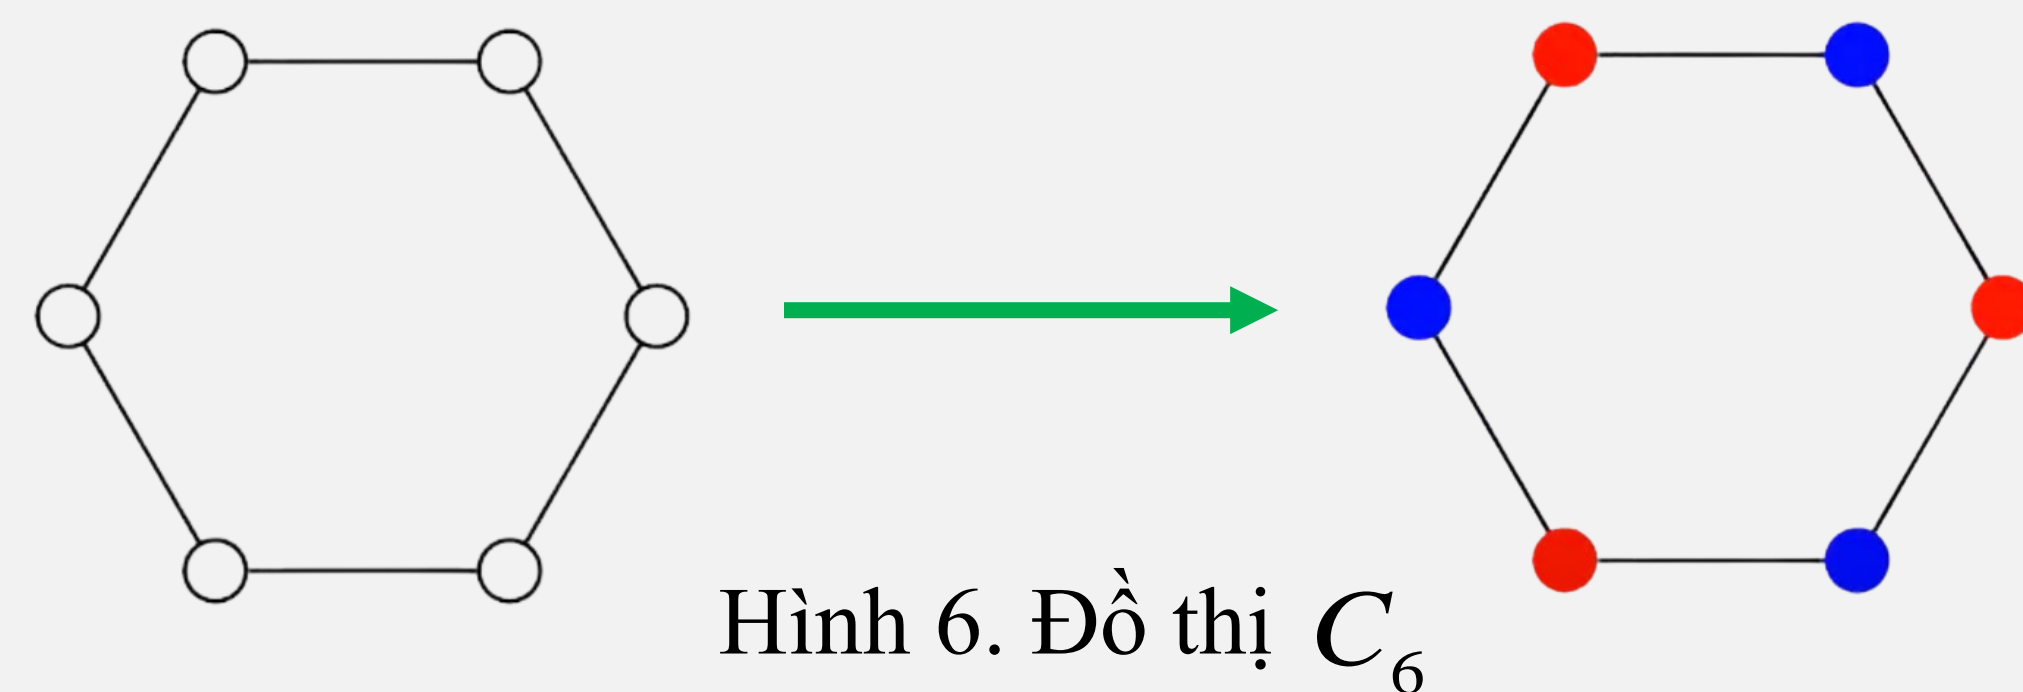 Hình 6. Đồ thị C₆